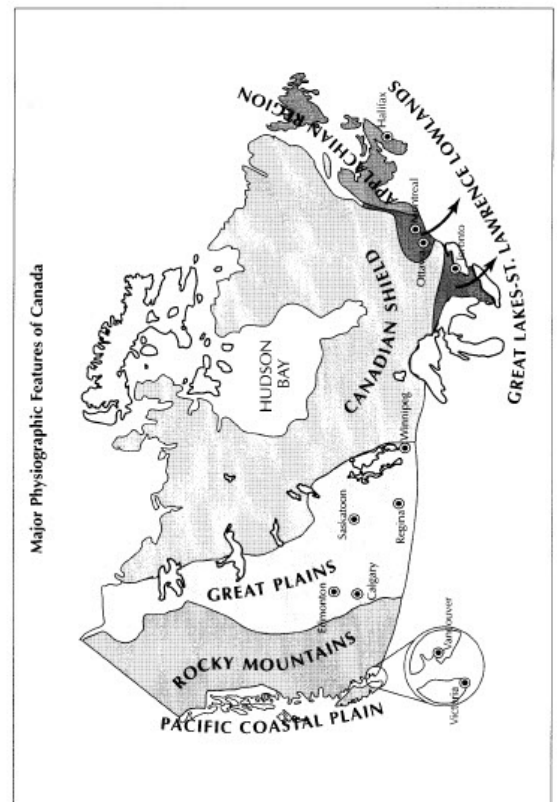 Major Physiographic Features of Canada
APPLACHIAN REGION
Halifax
GREAT LAKES-ST. LAWRENCE LOWLANDS
Montreal
Ottawa
Toronto
CANADIAN SHIELD
HUDSON
BAY
Winnipeg
Saskatoon
Regina
GREAT PLAINS
Edmonton
Calgary
ROCKY MOUNTAINS
PACIFIC COASTAL PLAIN
Vancouver
Victoria